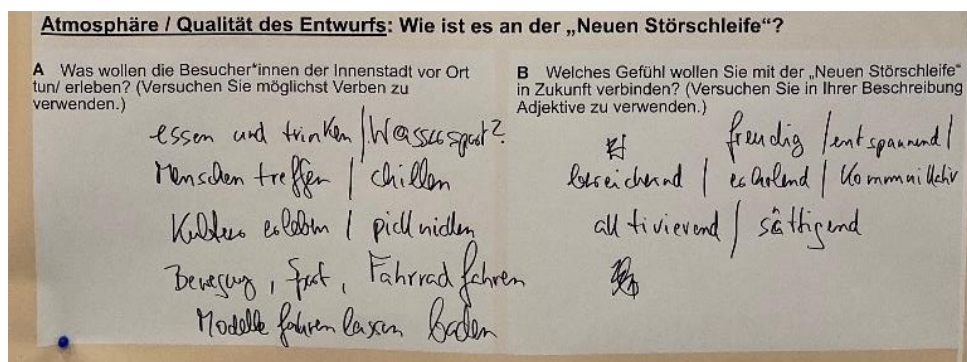 Atmosphäre / Qualität des Entwurfs: Wie ist es an der „Neuen Störschleife“?
A Was wollen die Besucher*innen der Innenstadt vor Ort
tun/ erleben? (Versuchen Sie möglichst Verben zu
verwenden.)
essen und trinken / Wassersport?
Menschen treffen / chillen
Kultur erleben / picknicken
Bewegung, Sport, Fahrrad fahren
Modelle fahren lassen baden
B Welches Gefühl wollen Sie mit der „Neuen Störschleife“
in Zukunft verbinden? (Versuchen Sie in Ihrer Beschreibung
Adjektive zu verwenden.)
freudig / entspannend /
bereichernd / erholend / kommunikativ
aktivierend / sättigend